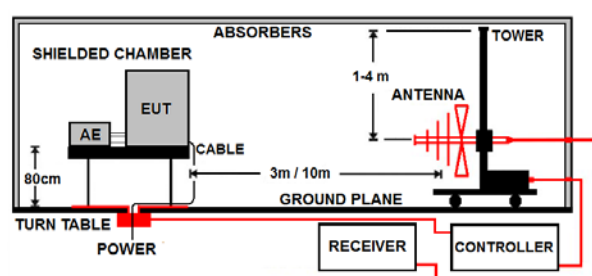 ABSORBERS
TOWER
SHIELDED CHAMBER
1-4 m
EUT
ANTENNA
AE
CABLE
80cm
3m / 10m
GROUND PLANE
TURN TABLE
POWER
RECEIVER
CONTROLLER